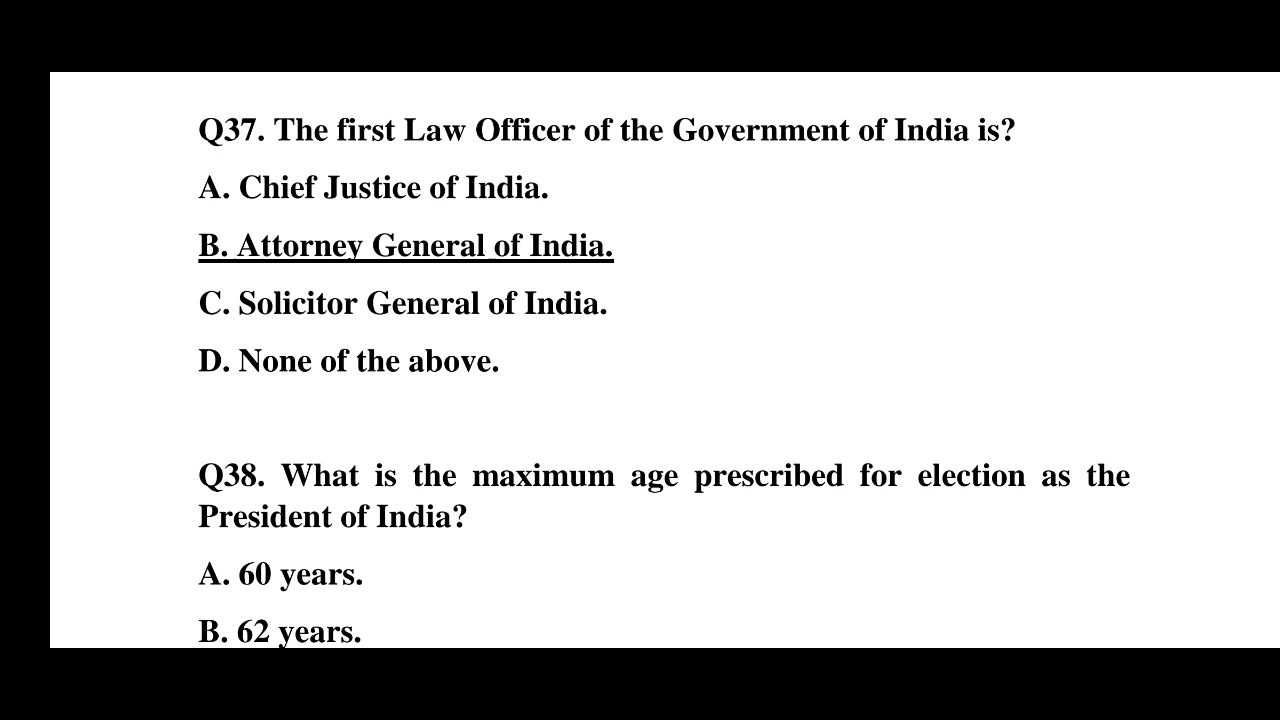 Q37. The first Law Officer of the Government of India is?
A. Chief Justice of India.
B. Attorney General of India.
C. Solicitor General of India.
D. None of the above.
Q38. What is the maximum age prescribed for election as the
President of India?
A. 60 years.
B. 62 years.